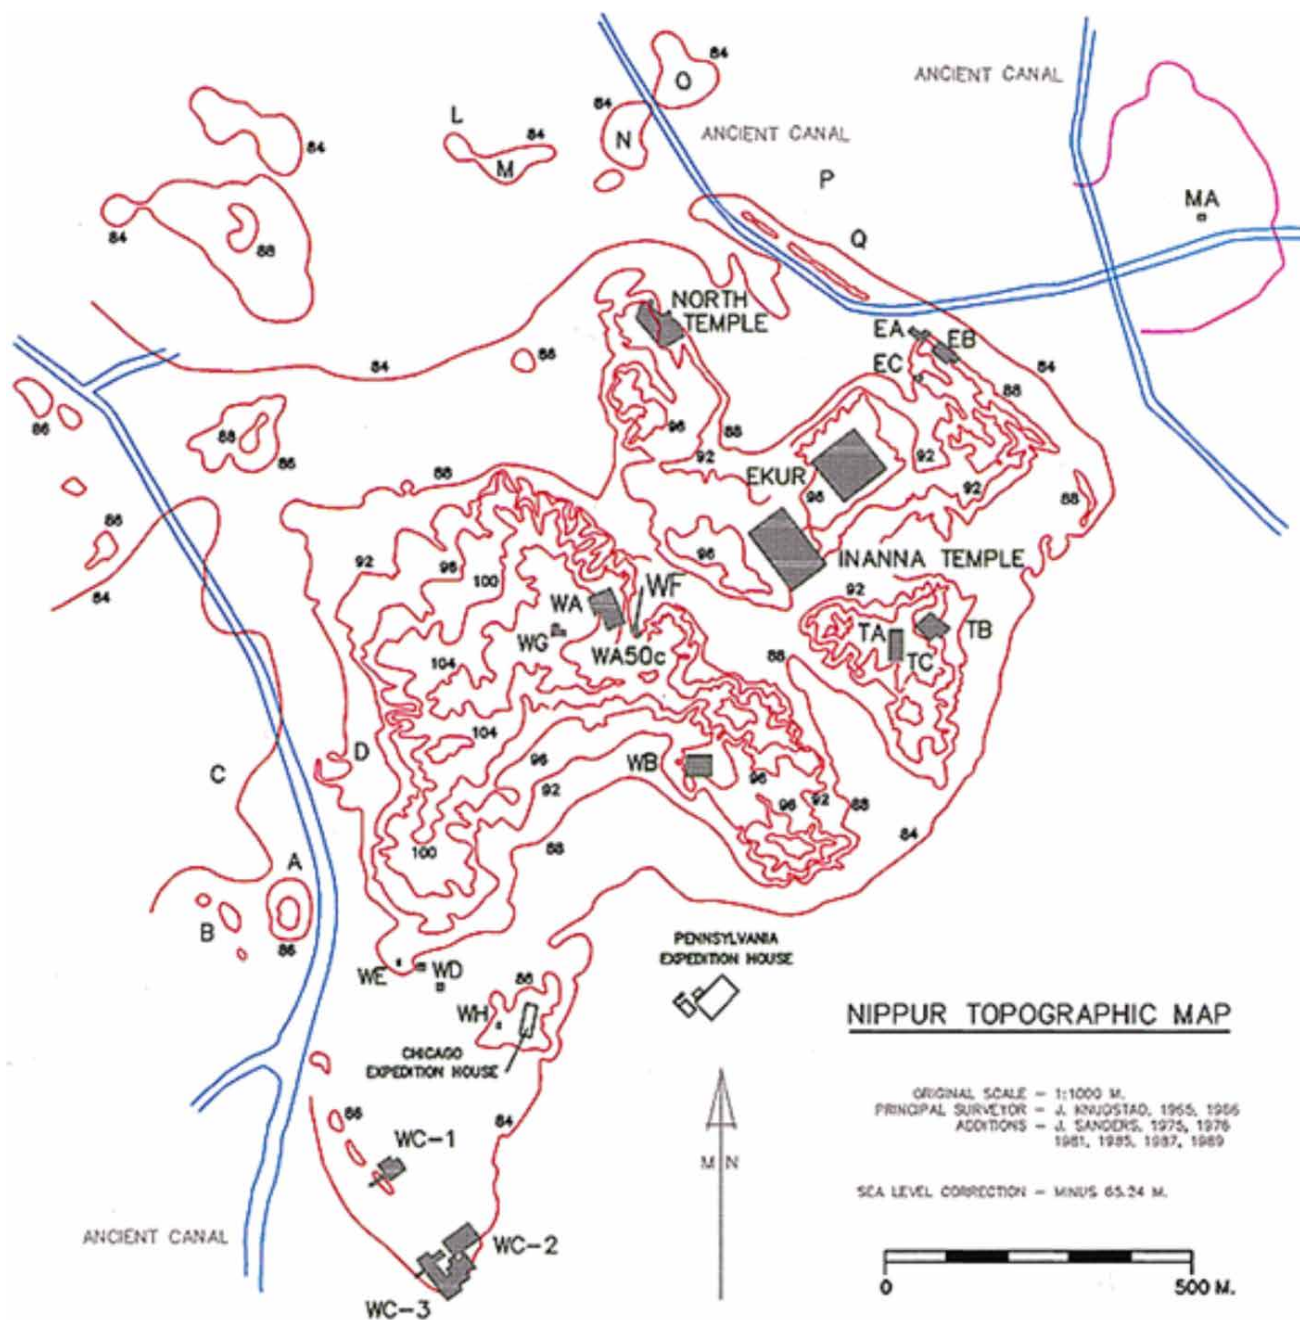 O
84
84
ANCIENT CANAL
L
84
N
ANCIENT CANAL
84
M
P
MA
84
88
Q
NORTH
TEMPLE
EA
EB
84
86
EC
84
88
86
88
96
88
86
92
92
EKUR
88
96
92
88
86
92
96
96
INANNA TEMPLE
100
84
WF
92
WA
TA
TB
WG
WA50c
TC
104
88
104
D
96
WB
96
C
92
96
92
88
84
100
88
A
B
86
PENNSYLVANIA
EXPEDITION HOUSE
WE
WD
86
WH
NIPPUR TOPOGRAPHIC MAP
CHICAGO
EXPEDITION HOUSE
ORIGINAL SCALE – 1:1000 M.
PRINCIPAL SURVEYOR – J. KNUDSTAD, 1965, 1966
ADDITIONS – J. SANDERS, 1975, 1976
1981, 1985, 1987, 1989
86
84
WC-1
M N
SEA LEVEL CORRECTION – MINUS 65.24 M.
ANCIENT CANAL
WC-2
0
500 M.
WC-3